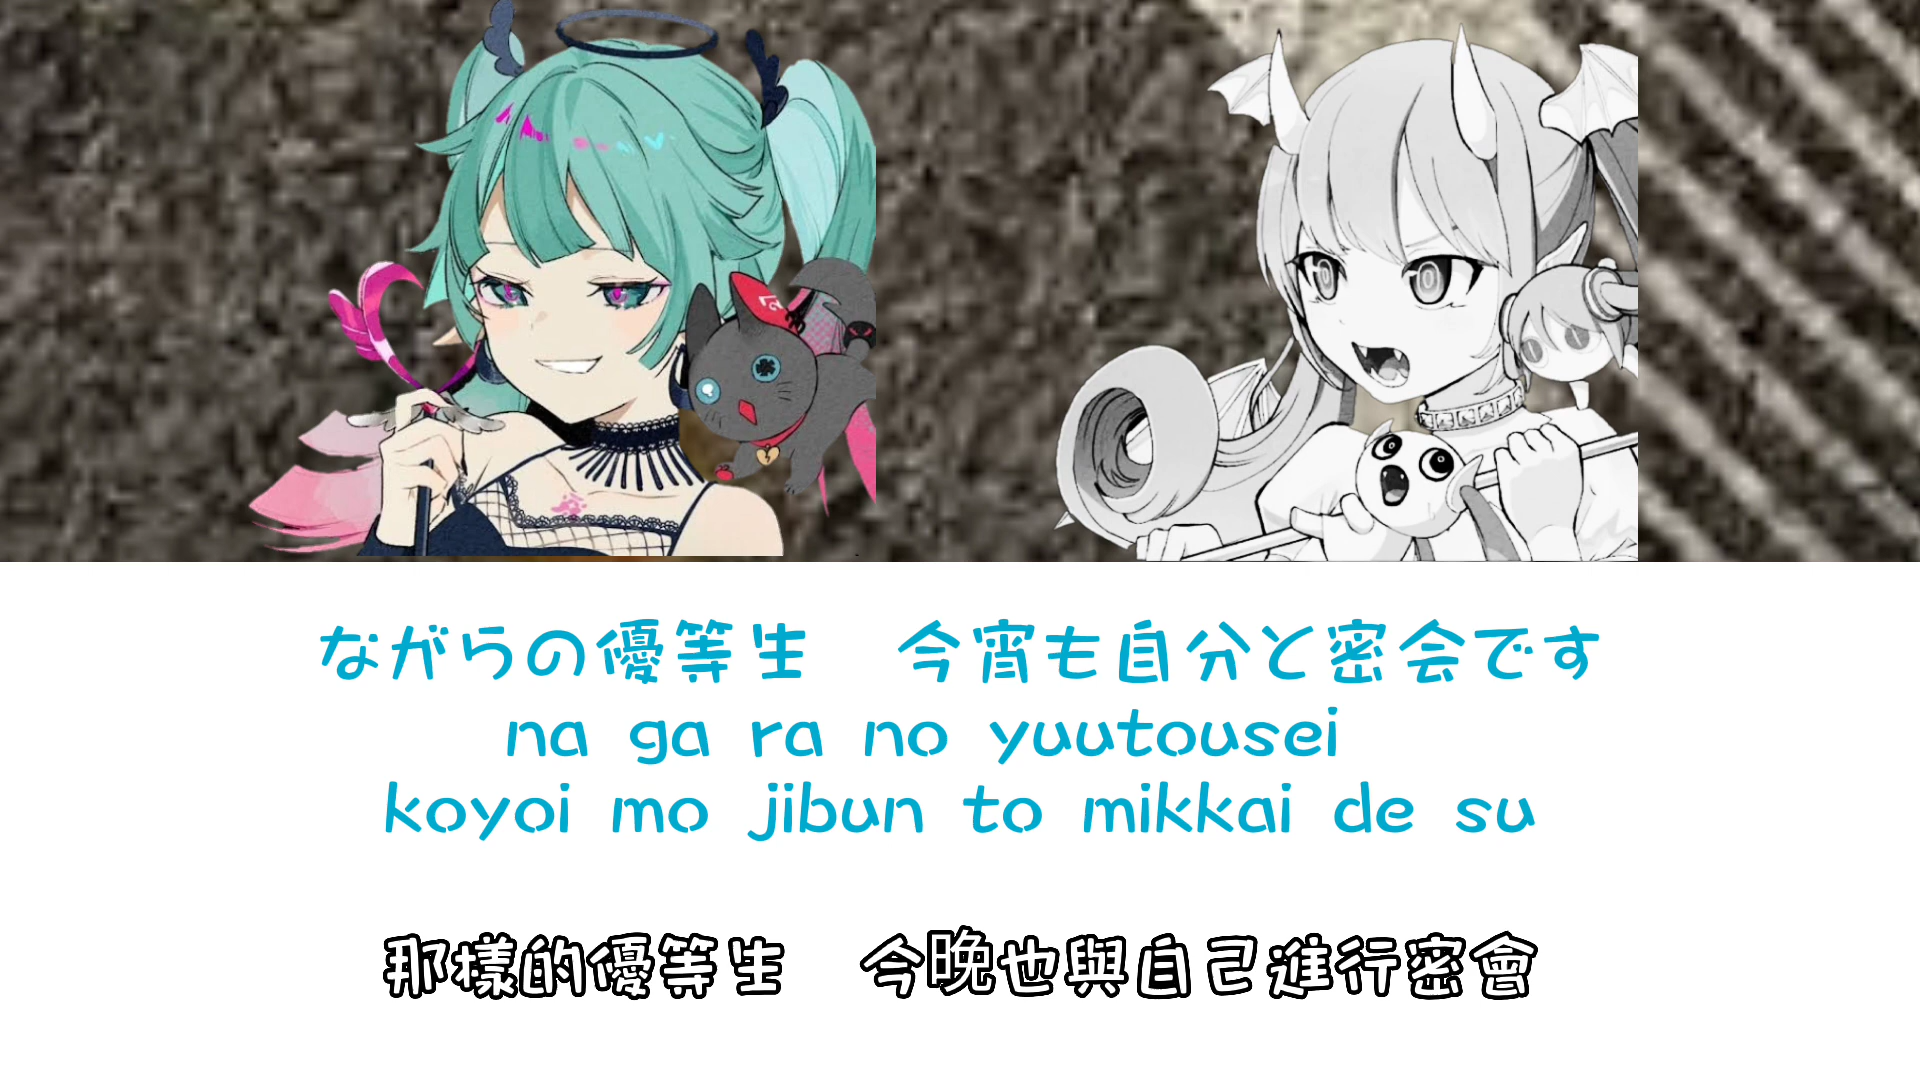 ながらの優等生　今宵も自分と密会です
na ga ra no yuutousei
koyoi mo jibun to mikkai de su
那樣的優等生　今晚也與自己進行密會